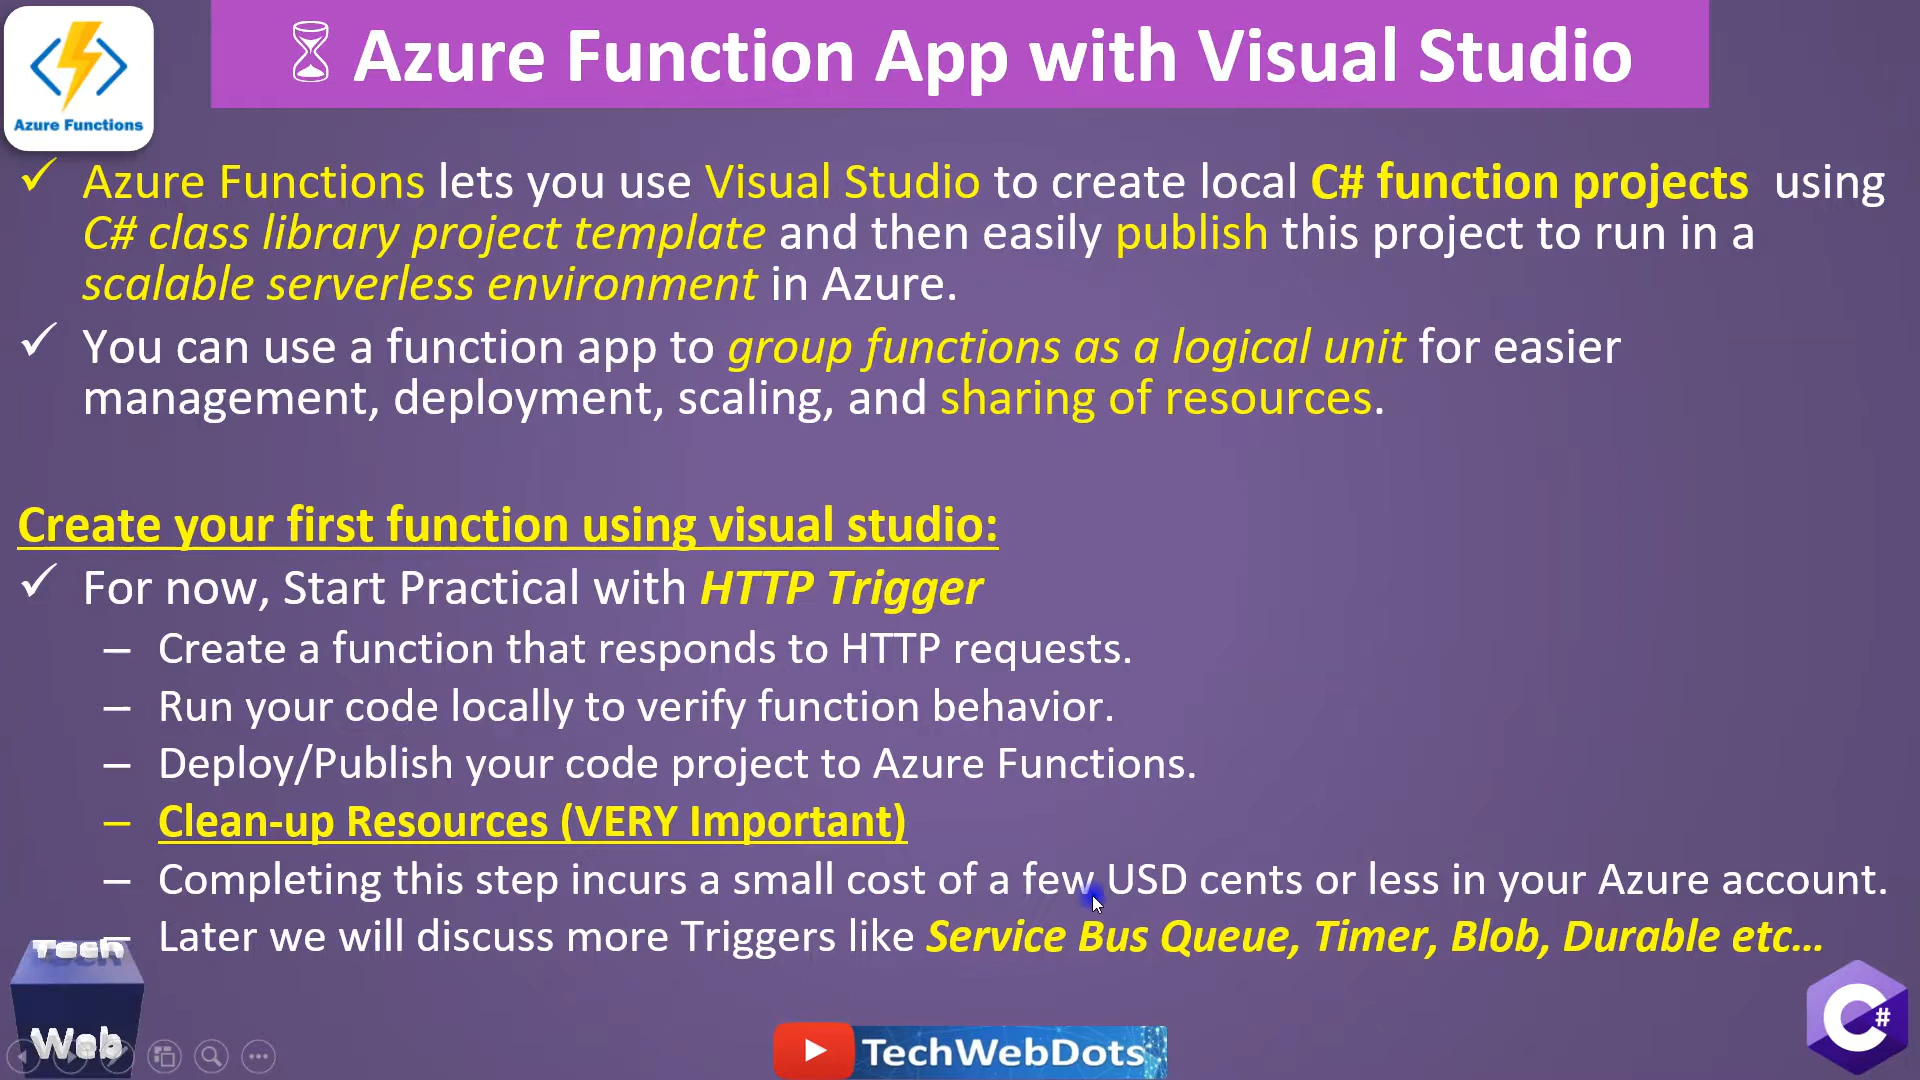 Azure Function App with Visual Studio
Azure Functions
Azure Functions lets you use Visual Studio to create local C# function projects using
C# class library project template and then easily publish this project to run in a
scalable serverless environment in Azure.
You can use a function app to group functions as a logical unit for easier
management, deployment, scaling, and sharing of resources.
Create your first function using visual studio:
For now, Start Practical with HTTP Trigger
– Create a function that responds to HTTP requests.
– Run your code locally to verify function behavior.
– Deploy/Publish your code project to Azure Functions.
– Clean-up Resources (VERY Important)
– Completing this step incurs a small cost of a few USD cents or less in your Azure account.
– Later we will discuss more Triggers like Service Bus Queue, Timer, Blob, Durable etc...
Tech
Web
TechWebDots
C#